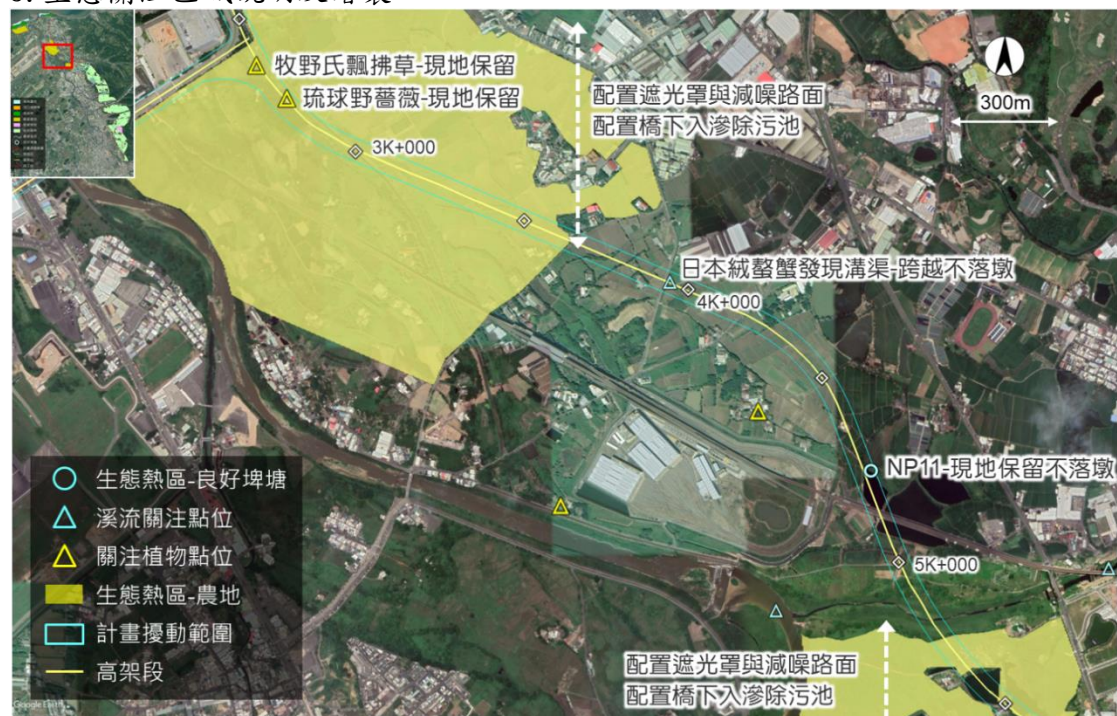 牧野氏飄拂草-現地保留
琉球野薔薇-現地保留
3K+000
配置遮光罩與減噪路面
配置橋下入滲除污池
300m
日本絨螯蟹發現溝渠-跨越不落墩
4K+000
NP11-現地保留不落墩
5K+000
配置遮光罩與減噪路面
配置橋下入滲除污池
生態熱區-良好埤塘
溪流關注點位
關注植物點位
生態熱區-農地
計畫擾動範圍
高架段
Google Earth